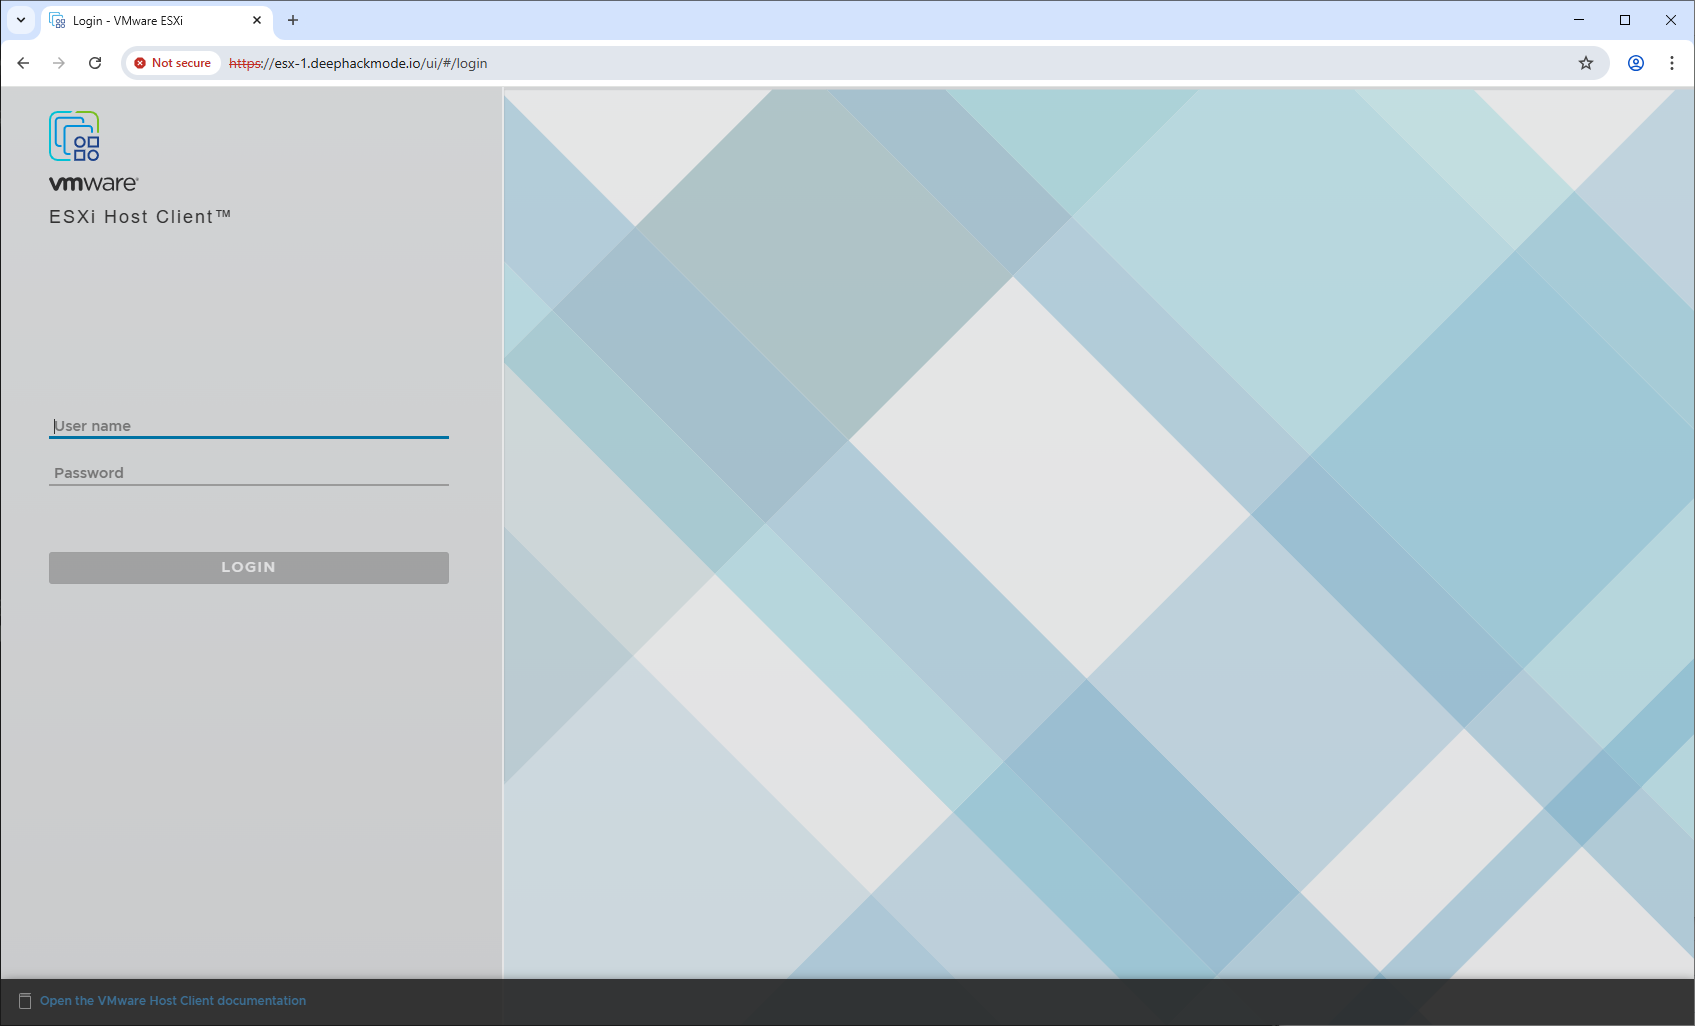 Login - VMware ESXi
Not secure
https://esx-1.deephackmode.io/ui/#/login
vmware®
ESXi Host Client™
User name
Password
LOGIN
Open the VMware Host Client documentation